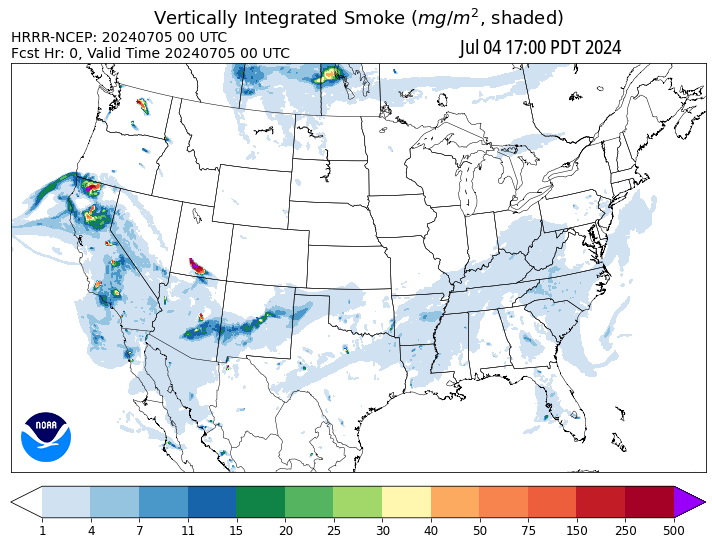 Vertically Integrated Smoke (mg/m², shaded)
HRRR-NCEP: 20240705 00 UTC
Fcst Hr: 0, Valid Time 20240705 00 UTC
Jul 04 17:00 PDT 2024
NOAA
1 4 7 11 15 20 25 30 40 50 75 150 250 500